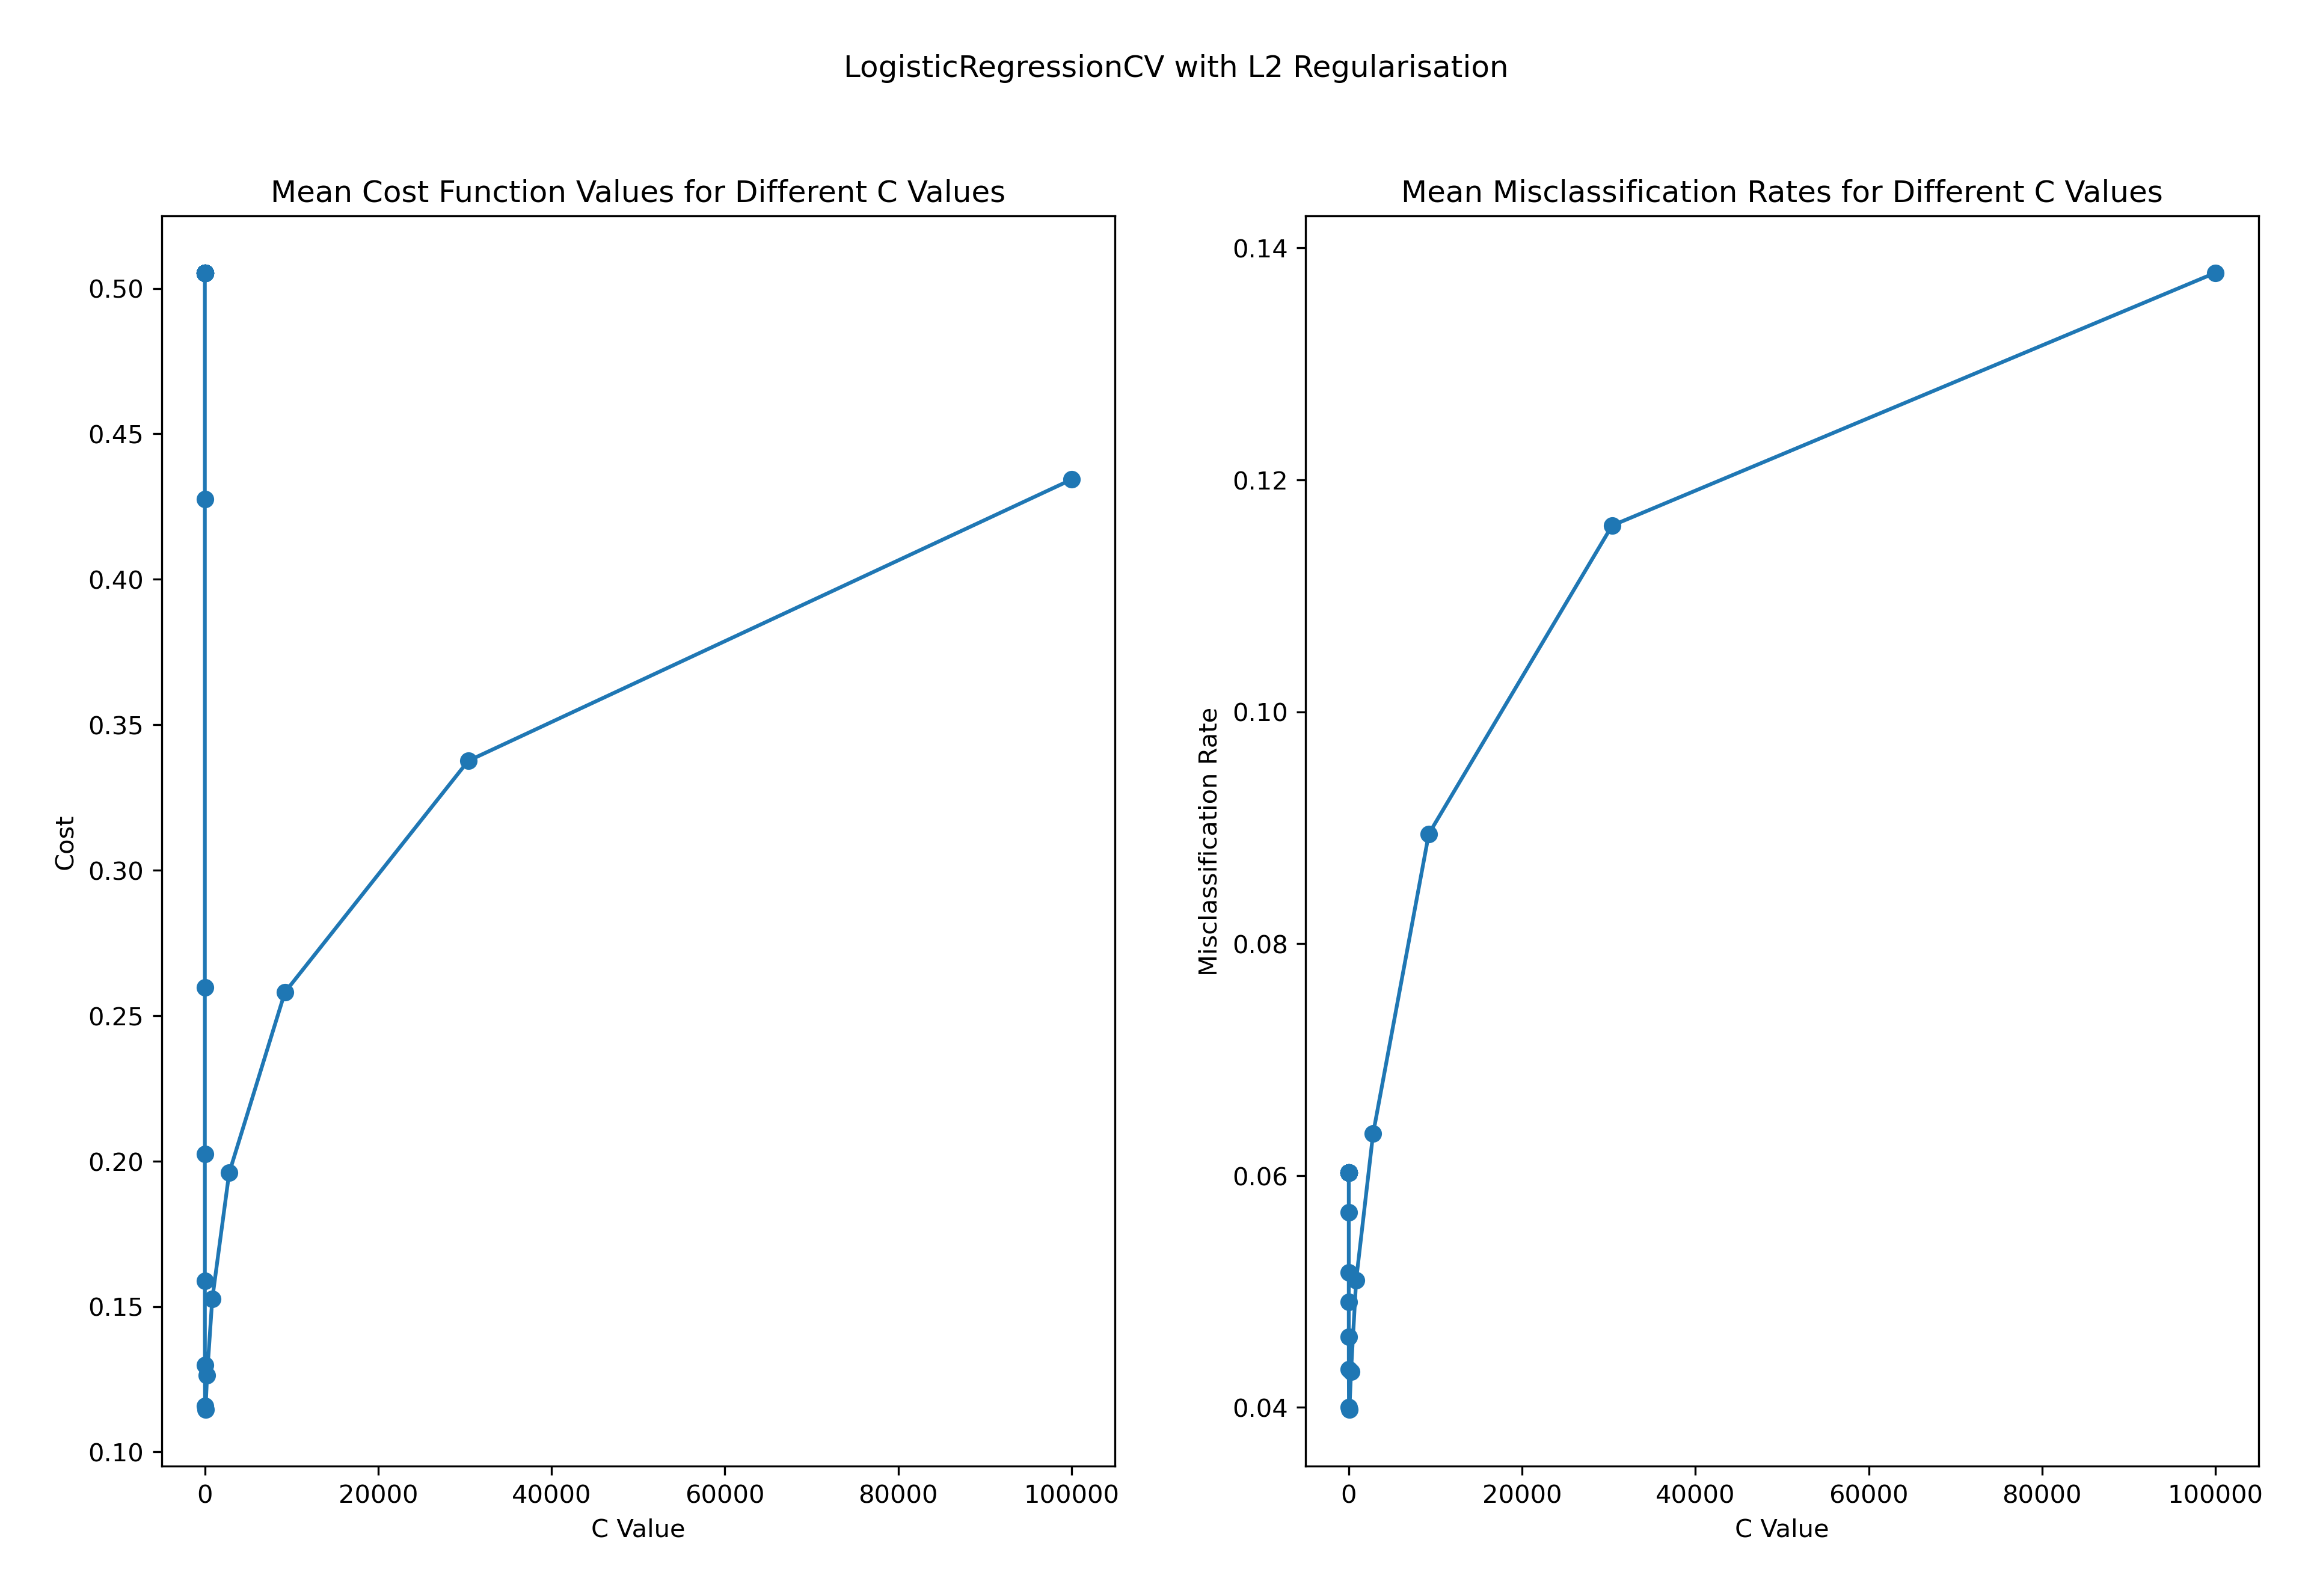 LogisticRegressionCV with L2 Regularisation
Mean Cost Function Values for Different C Values
0.50
0.45
0.40
0.35
0.30
0.25
0.20
0.15
0.10
Cost
0 20000 40000 60000 80000 100000
C Value
Mean Misclassification Rates for Different C Values
0.14
0.12
0.10
0.08
0.06
0.04
Misclassification Rate
0 20000 40000 60000 80000 100000
C Value